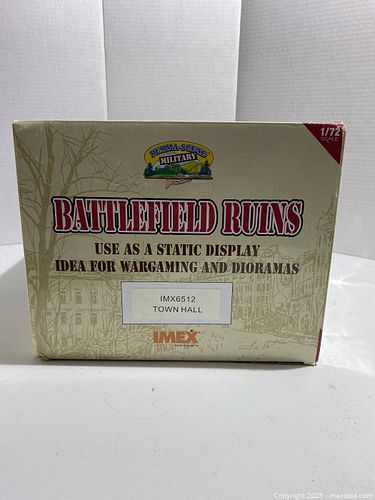 1/72
SCALE
PERMA-SCENE
MILITARY
BATTLEFIELD RUINS
USE AS A STATIC DISPLAY
IDEA FOR WARGAMING AND DIORAMAS
IMX6512
TOWN HALL
IMEX
Copyright 2025 - maxsold.com